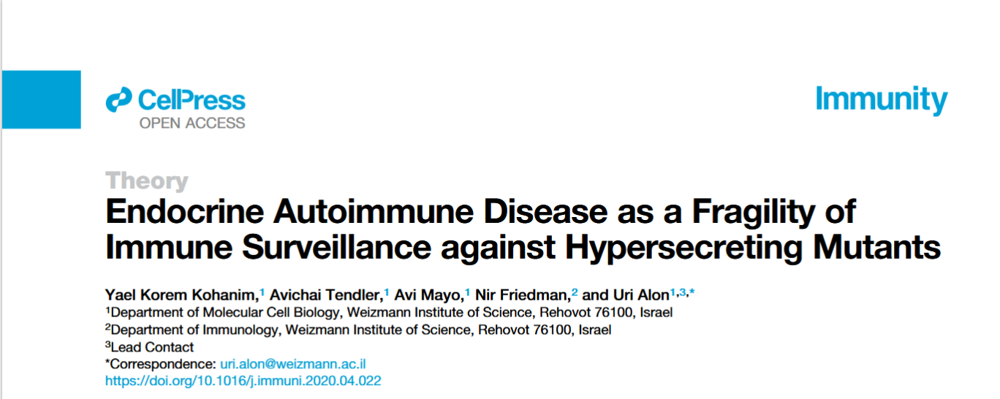 CellPress
OPEN ACCESS
Immunity
Theory
Endocrine Autoimmune Disease as a Fragility of
Immune Surveillance against Hypersecreting Mutants
Yael Korem Kohanim,1 Avichai Tendler,1 Avi Mayo,1 Nir Friedman,2 and Uri Alon1,3,*
1Department of Molecular Cell Biology, Weizmann Institute of Science, Rehovot 76100, Israel
2Department of Immunology, Weizmann Institute of Science, Rehovot 76100, Israel
3Lead Contact
*Correspondence: uri.alon@weizmann.ac.il
https://doi.org/10.1016/j.immuni.2020.04.022